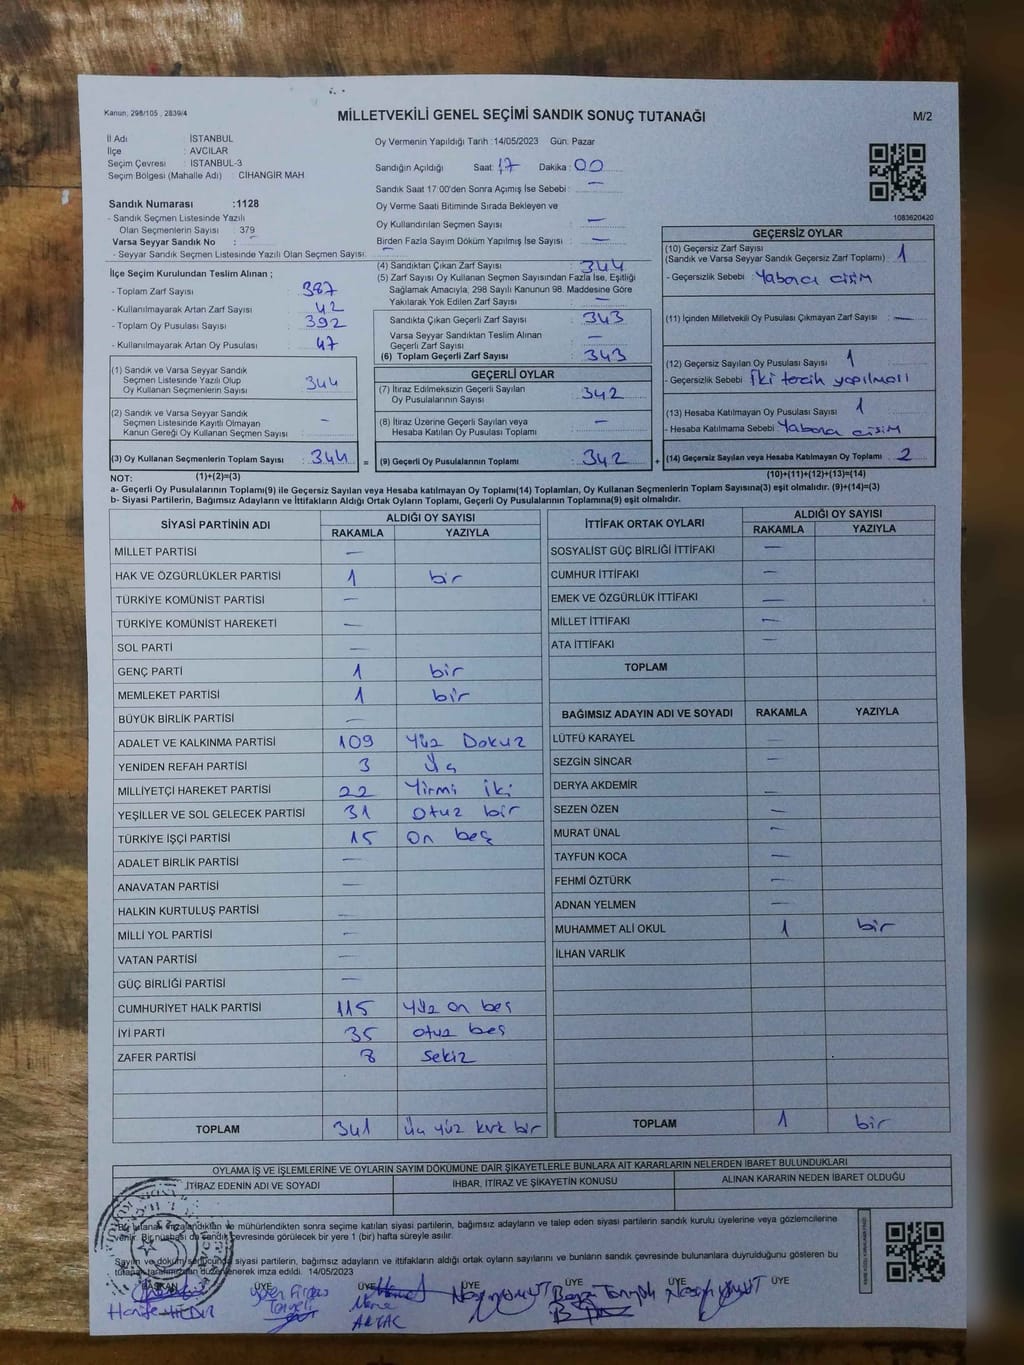 Kanun; 298/105 , 2839/4
MİLLETVEKİLİ GENEL SEÇİMİ SANDIK SONUÇ TUTANAĞI
M/2
İl Adı : İSTANBUL
İlçe : AVCILAR
Seçim Çevresi : İSTANBUL-3
Seçim Bölgesi (Mahalle Adı) : CİHANGİR MAH
Oy Vermenin Yapıldığı Tarih :14/05/2023 Gün: Pazar
Sandığın Açıldığı Saat: 17 Dakika: 00
Sandık Saat 17:00'den Sonra Açılmış İse Sebebi : —
Oy Verme Saati Bitiminde Sırada Bekleyen ve
Oy Kullandırılan Seçmen Sayısı : —
Birden Fazla Sayım Döküm Yapılmış İse Sayısı : —
Sandık Numarası :1128
- Sandık Seçmen Listesinde Yazılı
Olan Seçmenlerin Sayısı : 379
Varsa Seyyar Sandık No : —
- Seyyar Sandık Seçmen Listesinde Yazılı Olan Seçmen Sayısı:
1083620420
İlçe Seçim Kurulundan Teslim Alınan ;
- Toplam Zarf Sayısı : 387
- Kullanılmayarak Artan Zarf Sayısı : 42
- Toplam Oy Pusulası Sayısı : 392
- Kullanılmayarak Artan Oy Pusulası : 47
(1) Sandık ve Varsa Seyyar Sandık
Seçmen Listesinde Yazılı Olup
Oy Kullanan Seçmenlerin Sayısı : 344
(2) Sandık ve Varsa Seyyar Sandık
Seçmen Listesinde Kayıtlı Olmayan
Kanun Gereği Oy Kullanan Seçmen Sayısı : —
(3) Oy Kullanan Seçmenlerin Toplam Sayısı : 344
(4) Sandıktan Çıkan Zarf Sayısı : 344
(5) Zarf Sayısı Oy Kullanan Seçmen Sayısından Fazla İse, Eşitliği
Sağlamak Amacıyla, 298 Sayılı Kanunun 98. Maddesine Göre
Yakılarak Yok Edilen Zarf Sayısı : —
Sandıkta Çıkan Geçerli Zarf Sayısı : 343
Varsa Seyyar Sandıktan Teslim Alınan
Geçerli Zarf Sayısı : —
(6) Toplam Geçerli Zarf Sayısı : 343
GEÇERLİ OYLAR
(7) İtiraz Edilmeksizin Geçerli Sayılan
Oy Pusulalarının Sayısı : 342
(8) İtiraz Üzerine Geçerli Sayılan veya
Hesaba Katılan Oy Pusulası Toplamı : —
= (9) Geçerli Oy Pusulalarının Toplamı : 342
GEÇERSİZ OYLAR
(10) Geçersiz Zarf Sayısı
(Sandık ve Varsa Seyyar Sandık Geçersiz Zarf Toplamı) : 1
- Geçersizlik Sebebi : Yabancı cisim
(11) İçinden Milletvekili Oy Pusulası Çıkmayan Zarf Sayısı : —
(12) Geçersiz Sayılan Oy Pusulası Sayısı : 1
- Geçersizlik Sebebi : İki tercih yapılması
(13) Hesaba Katılmayan Oy Pusulası Sayısı : 1
- Hesaba Katılmama Sebebi : Yabancı cisim
+ (14) Geçersiz Sayılan veya Hesaba Katılmayan Oy Toplamı : 2
NOT: (1)+(2)=(3)
(10)+(11)+(12)+(13)=(14)
a- Geçerli Oy Pusulalarının Toplamı(9) ile Geçersiz Sayılan veya Hesaba katılmayan Oy Toplamı(14) Toplamları, Oy Kullanan Seçmenlerin Toplam Sayısına(3) eşit olmalıdır. (9)+(14)=(3)
b- Siyasi Partilerin, Bağımsız Adayların ve İttifakların Aldığı Ortak Oyların Toplamı, Geçerli Oy Pusulalarının Toplamına(9) eşit olmalıdır.
SİYASİ PARTİNİN ADI ALDIĞI OY SAYISI
RAKAMLA YAZIYLA
MİLLET PARTİSİ —
HAK VE ÖZGÜRLÜKLER PARTİSİ 1 bir
TÜRKİYE KOMÜNİST PARTİSİ —
TÜRKİYE KOMÜNİST HAREKETİ —
SOL PARTİ —
GENÇ PARTİ 1 bir
MEMLEKET PARTİSİ 1 bir
BÜYÜK BİRLİK PARTİSİ —
ADALET VE KALKINMA PARTİSİ 109 Yüz Dokuz
YENİDEN REFAH PARTİSİ 3 Üç
MİLLİYETÇİ HAREKET PARTİSİ 22 Yirmi iki
YEŞİLLER VE SOL GELECEK PARTİSİ 31 Otuz bir
TÜRKİYE İŞÇİ PARTİSİ 15 On beş
ADALET BİRLİK PARTİSİ —
ANAVATAN PARTİSİ —
HALKIN KURTULUŞ PARTİSİ —
MİLLİ YOL PARTİSİ —
VATAN PARTİSİ —
GÜÇ BİRLİĞİ PARTİSİ —
CUMHURİYET HALK PARTİSİ 115 Yüz on beş
İYİ PARTİ 35 Otuz beş
ZAFER PARTİSİ 8 Sekiz
TOPLAM 341 Üç yüz kırk bir
İTTİFAK ORTAK OYLARI ALDIĞI OY SAYISI
RAKAMLA YAZIYLA
SOSYALİST GÜÇ BİRLİĞİ İTTİFAKI —
CUMHUR İTTİFAKI —
EMEK VE ÖZGÜRLÜK İTTİFAKI —
MİLLET İTTİFAKI —
ATA İTTİFAKI —
TOPLAM
BAĞIMSIZ ADAYIN ADI VE SOYADI RAKAMLA YAZIYLA
LÜTFÜ KARAYEL —
SEZGİN SİNCAR —
DERYA AKDEMİR —
SEZEN ÖZEN —
MURAT ÜNAL —
TAYFUN KOCA —
FEHMİ ÖZTÜRK —
ADNAN YELMEN —
MUHAMMET ALİ OKUL 1 bir
İLHAN VARLIK
TOPLAM 1 bir
OYLAMA İŞ VE İŞLEMLERİNE VE OYLARIN SAYIM DÖKÜMÜNE DAİR ŞİKAYETLERLE BUNLARA AİT KARARLARIN NELERDEN İBARET BULUNDUKLARI
İTİRAZ EDENİN ADI VE SOYADI İHBAR, İTİRAZ VE ŞİKAYETİN KONUSU ALINAN KARARIN NEDEN İBARET OLDUĞU
Bir tutanak imzalandıktan ve mühürlendikten sonra seçime katılan siyasi partilerin, bağımsız adayların ve talep eden siyasi partilerin sandık kurulu üyelerine veya gözlemcilerine
verilir. Bir nüshası da sandık çevresinde görülecek bir yere 1 (bir) hafta süreyle asılır.
Sayım ve döküm sonucunda siyasi partilerin, bağımsız adayların ve ittifakların aldığı ortak oyların sayılarını ve bunların sandık çevresinde bulunanlara duyrulduğunu gösteren bu
tutanak tarafımızdan düzenlenerek imza edildi. 14/05/2023
BAŞKAN ÜYE ÜYE ÜYE ÜYE ÜYE ÜYE